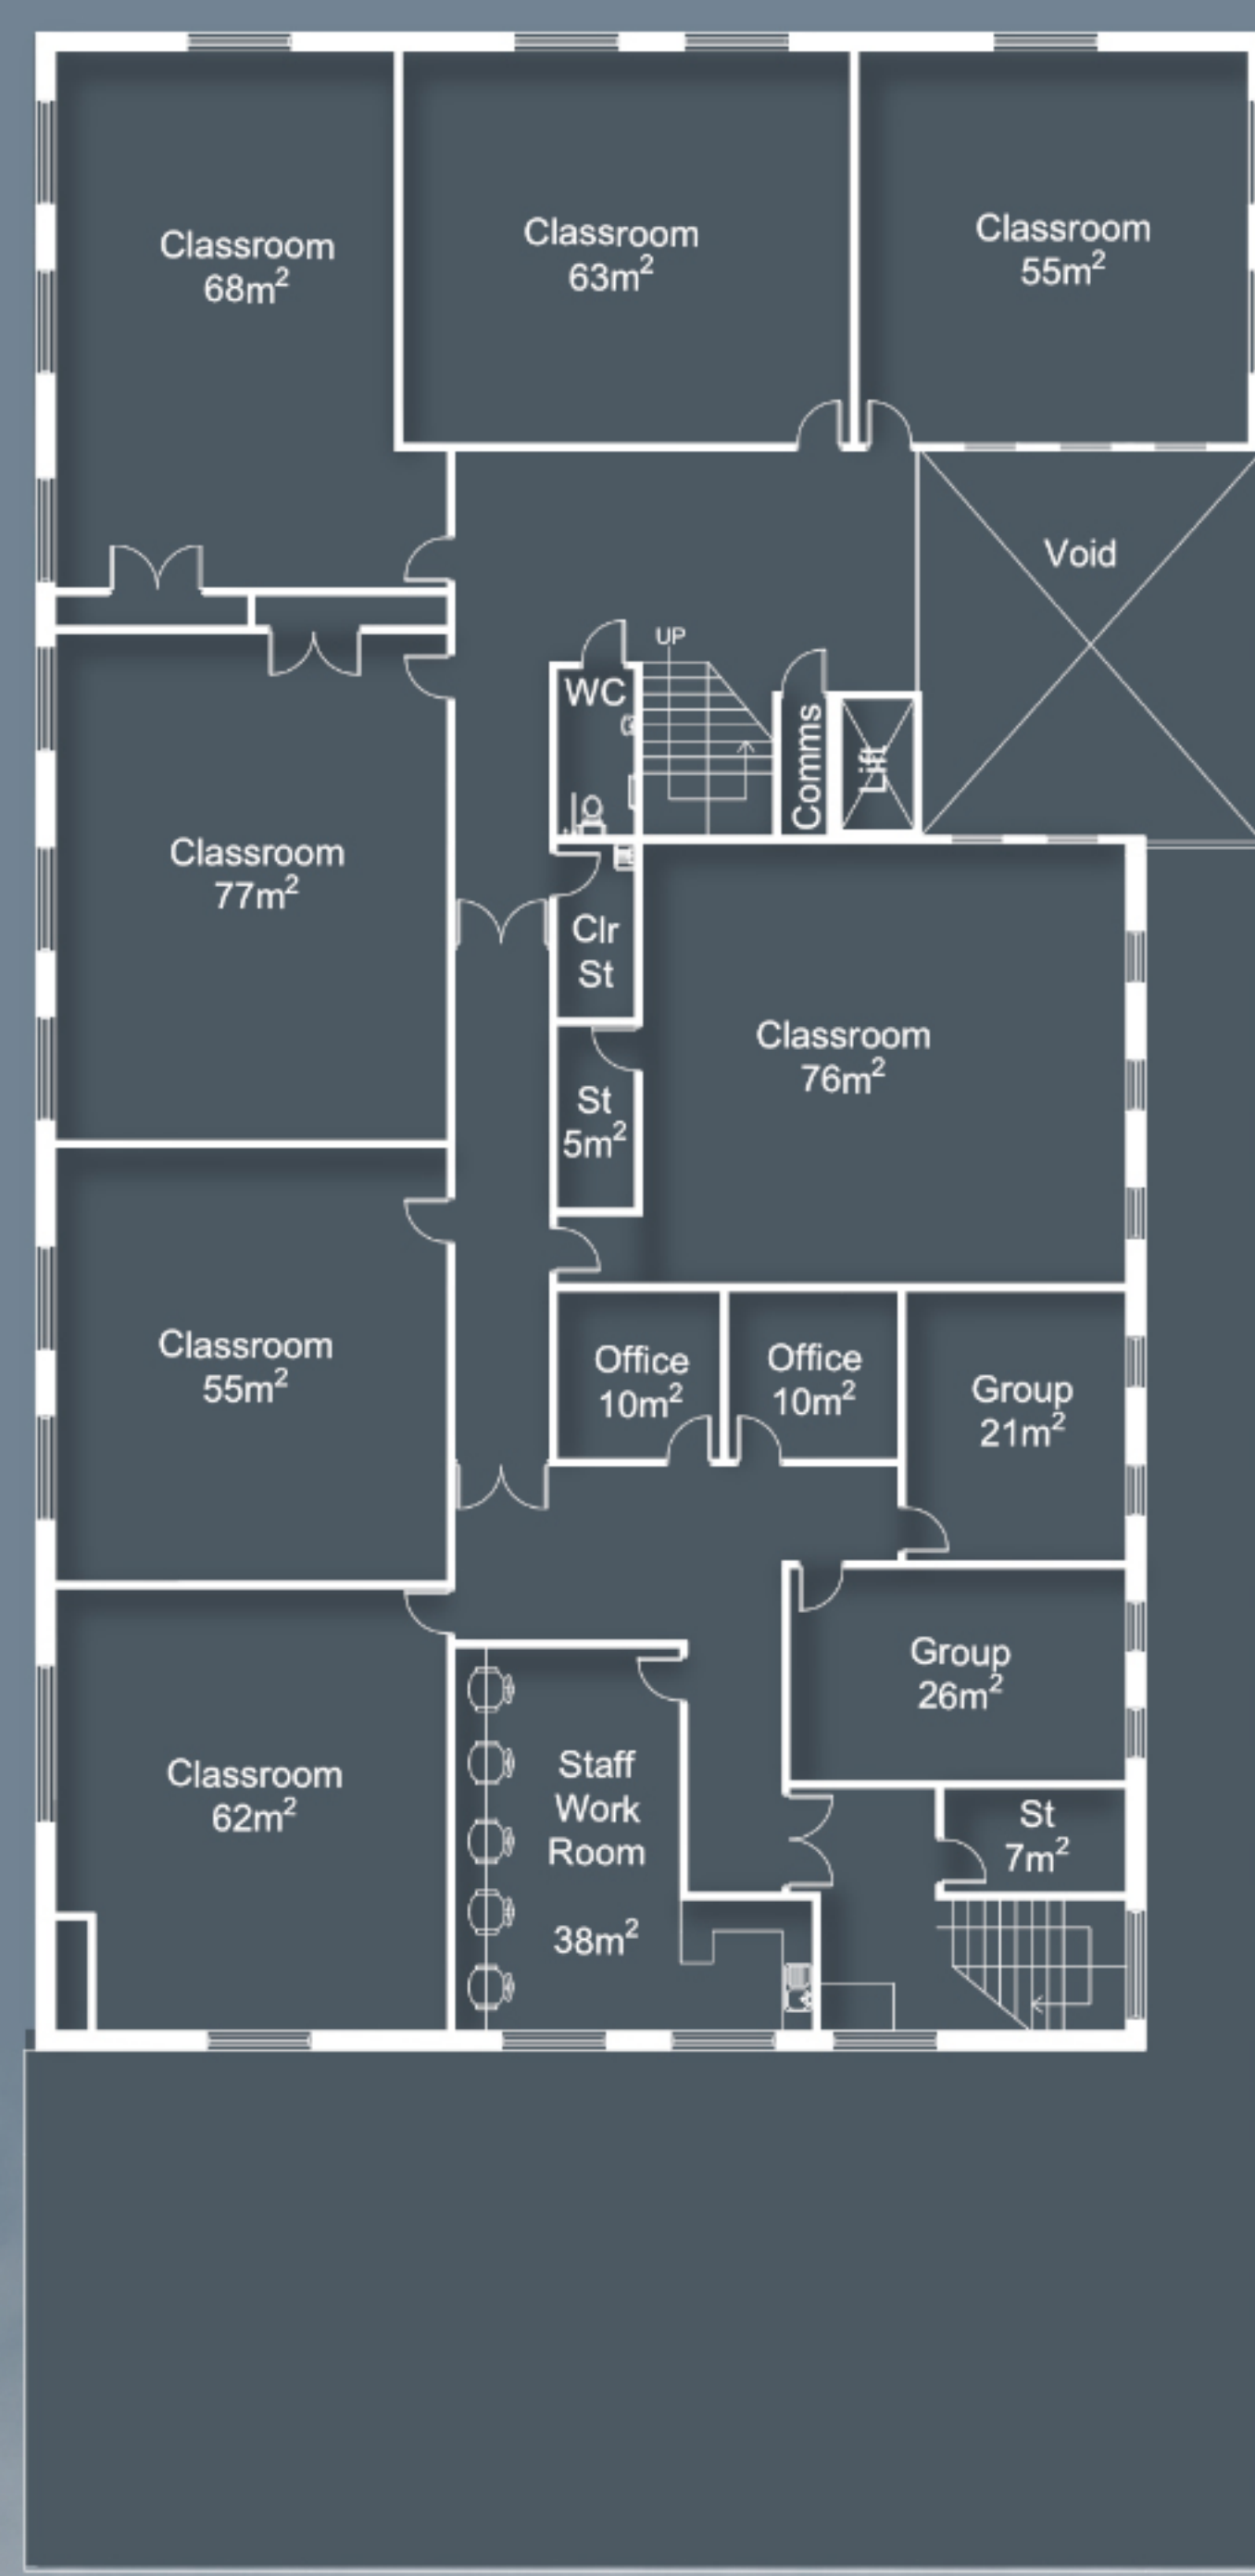 Classroom
68m²
Classroom
63m²
Classroom
55m²
Void
UP
WC
Comms
Lift
Classroom
77m²
Clr
St
Classroom
76m²
St
5m²
Classroom
55m²
Office
10m²
Office
10m²
Group
21m²
Group
26m²
Classroom
62m²
Staff
Work
Room
38m²
St
7m²